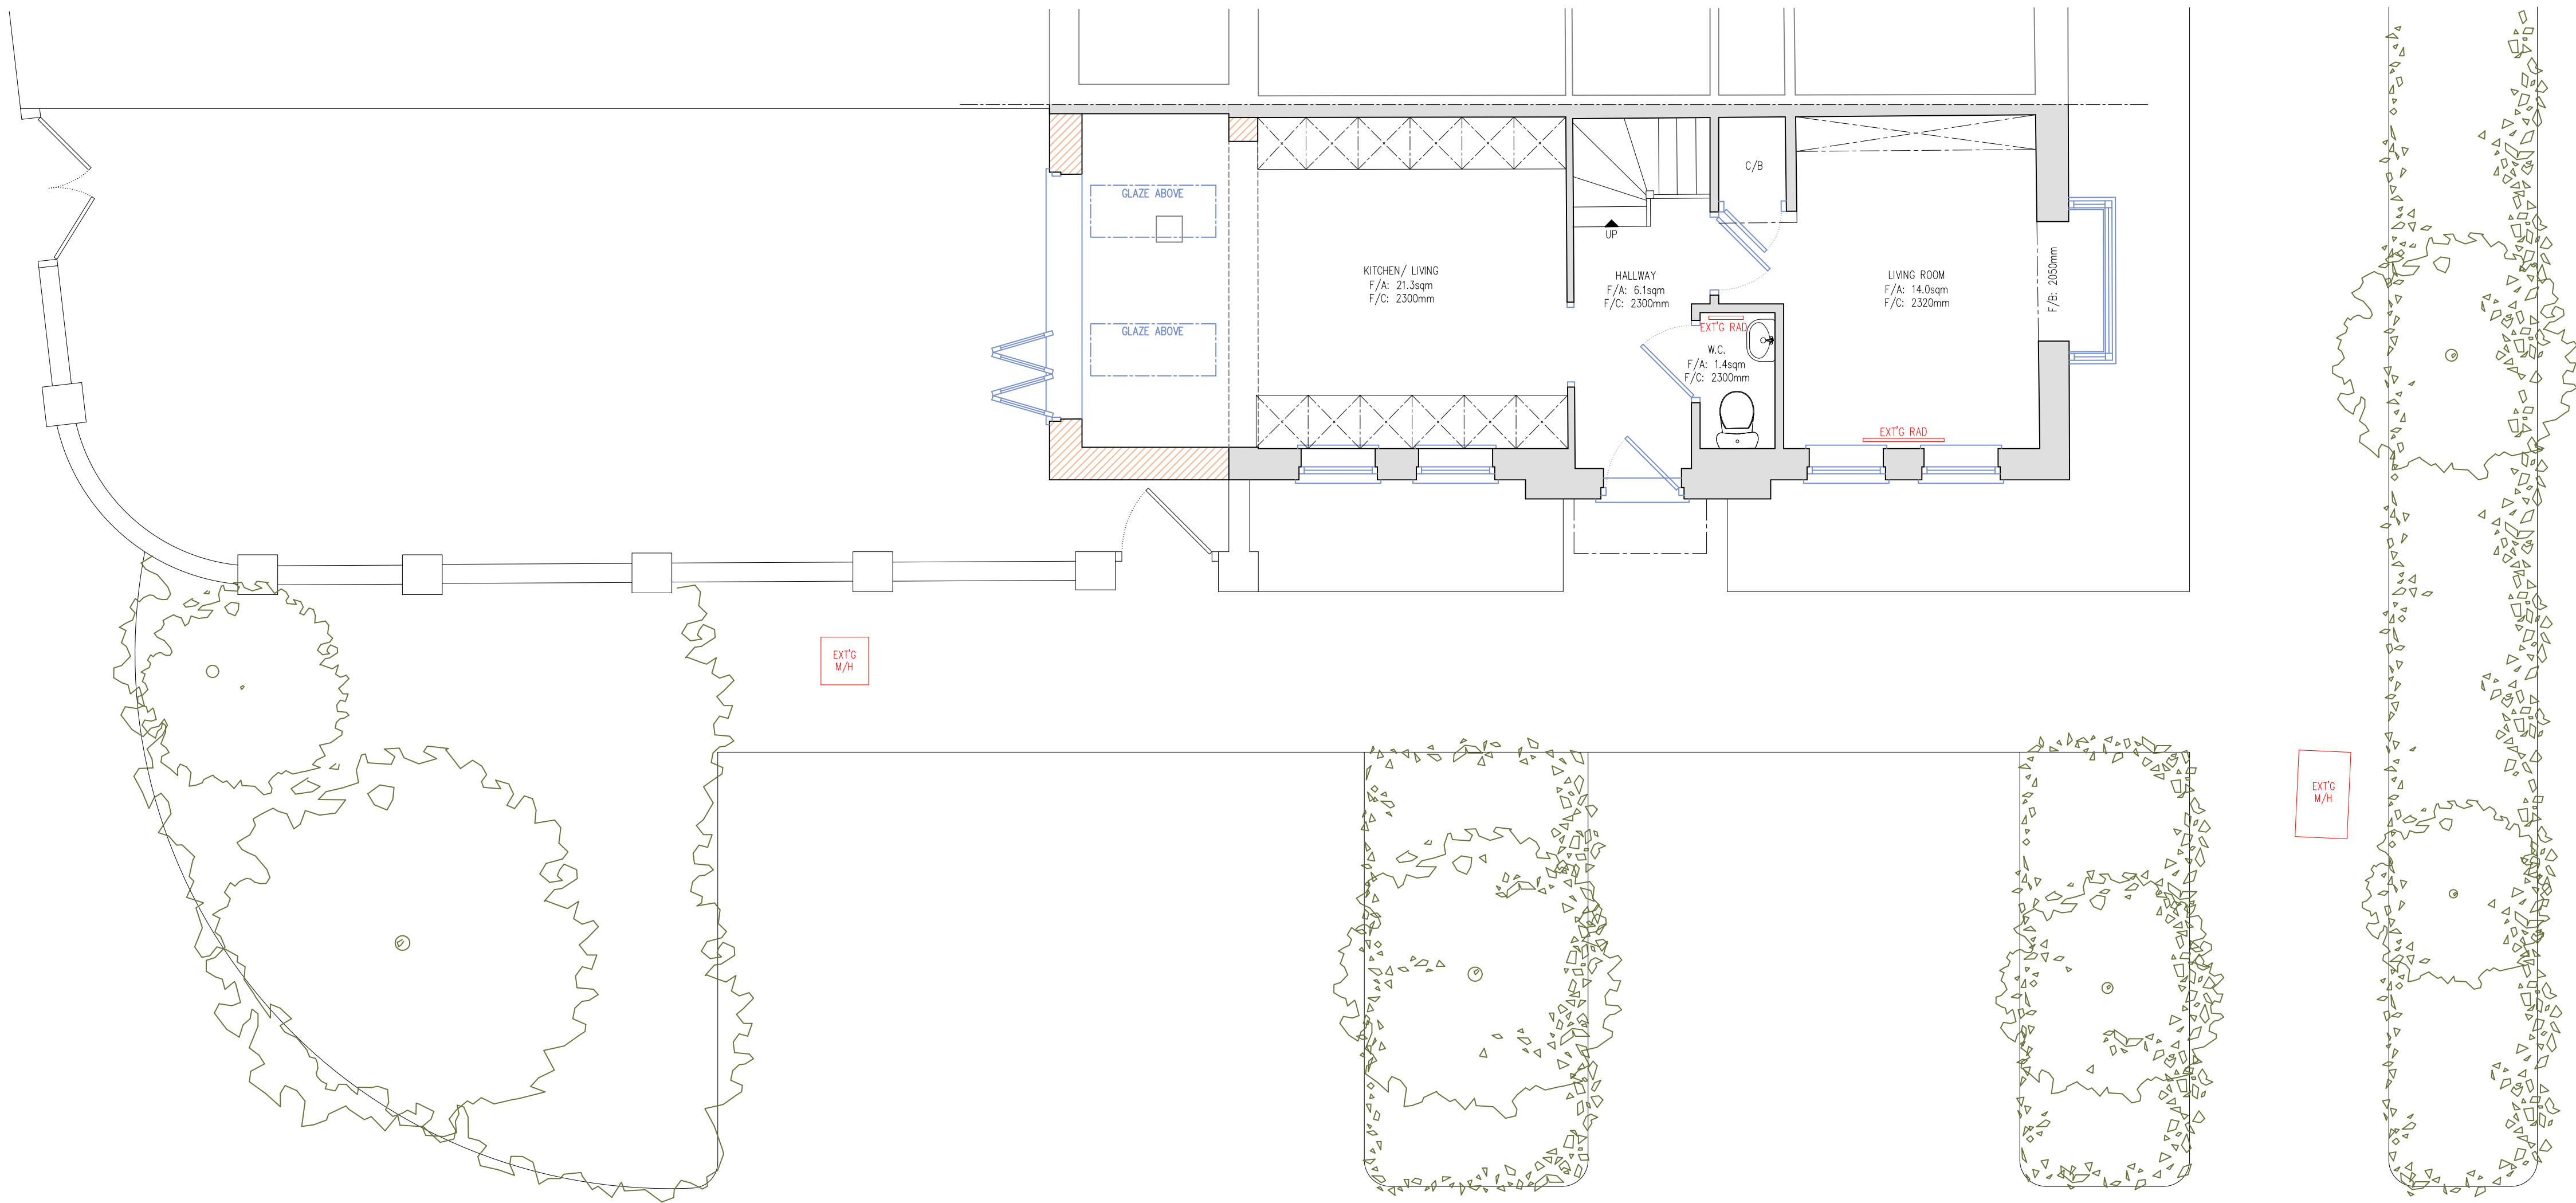 C/B
GLAZE ABOVE
UP
KITCHEN/ LIVING
F/A: 21.3sqm
F/C: 2300mm
HALLWAY
F/A: 6.1sqm
F/C: 2300mm
LIVING ROOM
F/A: 14.0sqm
F/C: 2320mm
F/B: 2050mm
GLAZE ABOVE
EXT'G RAD
W.C.
F/A: 1.4sqm
F/C: 2300mm
EXT'G RAD
EXT'G
M/H
EXT'G
M/H